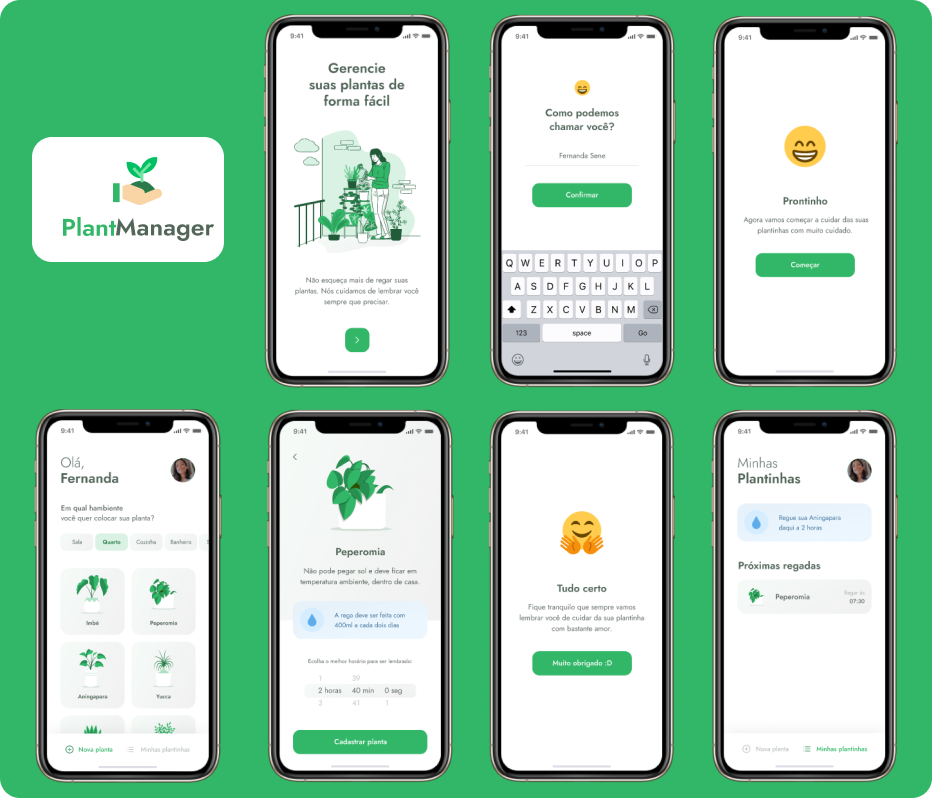 PlantManager
9:41
Gerencie
suas plantas de
forma fácil
Não esqueça mais de regar suas
plantas. Nós cuidamos de lembrar você
sempre que precisar.
9:41
Como podemos
chamar você?
Fernanda Sene
Confirmar
Q W E R T Y U I O P
A S D F G H J K L
Z X C V B N M
123 space Go
9:41
Prontinho
Agora vamos começar a cuidar das suas
plantinhas com muito cuidado.
Começar
9:41
Olá,
Fernanda
Em qual hambiente
você quer colocar sua planta?
Sala Quarto Cozinha Banheiro S
Imbé Peperomia
Aningapara Yucca
Nova planta Minhas plantinhas
9:41
Peperomia
Não pode pegar sol e deve ficar em
temperatura ambiente, dentro de casa.
A rega deve ser feita com
400ml a cada dois dias
Ecolha o melhor horário para ser lembrado:
1 39
2 horas 40 min 0 seg
3 41 1
Cadastrar planta
9:41
Tudo certo
Fique tranquilo que sempre vamos
lembrar você de cuidar da sua plantinha
com bastante amor.
Muito obrigado :D
9:41
Minhas
Plantinhas
Regue sua Aningapara
daqui a 2 horas
Próximas regadas
Regar às
Peperomia 07:30
Nova planta Minhas plantinhas